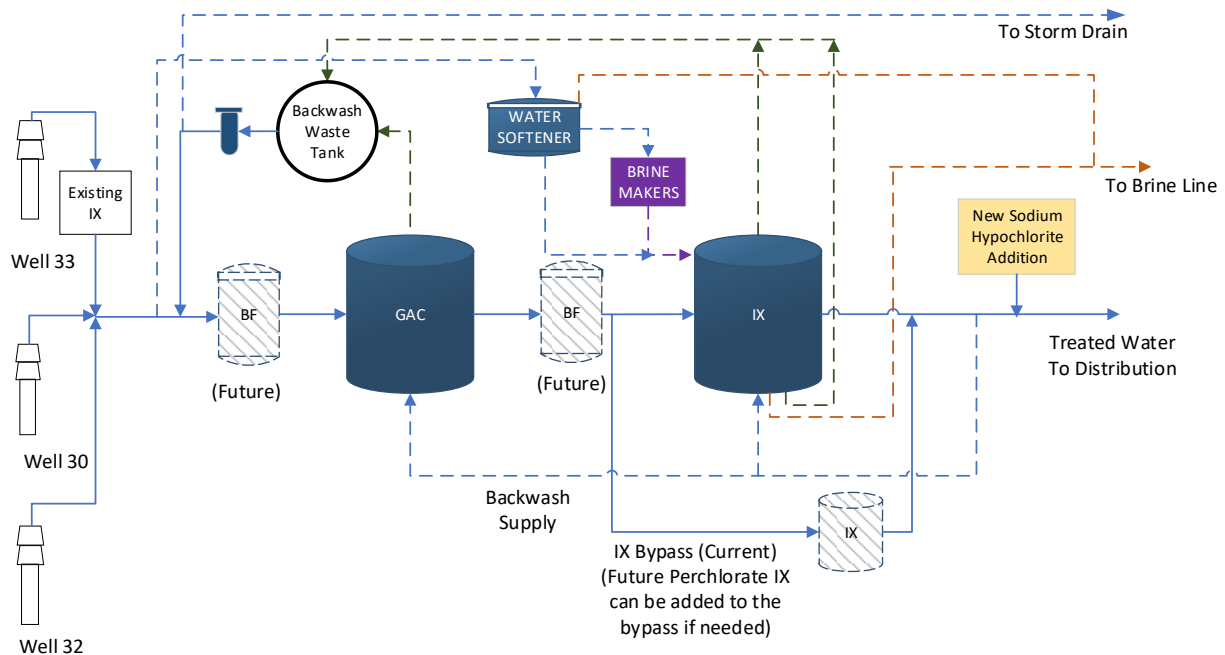 To Storm Drain
Backwash
Waste
Tank
WATER
SOFTENER
BRINE
MAKERS
To Brine Line
Existing
IX
New Sodium
Hypochlorite
Addition
Well 33
BF
GAC
BF
IX
(Future)
(Future)
Treated Water
To Distribution
Well 30
Backwash
Supply
IX
IX Bypass (Current)
(Future Perchlorate IX
can be added to the
bypass if needed)
Well 32